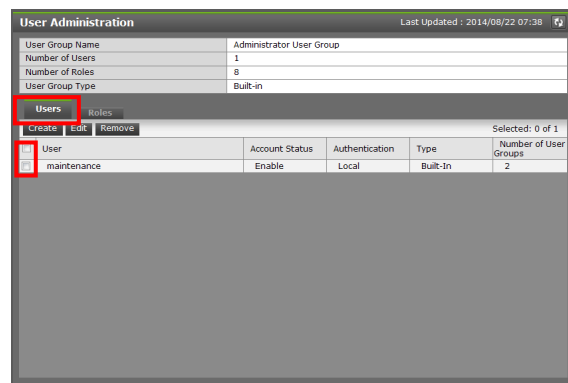 User Administration Last Updated : 2014/08/22 07:38
User Group Name Administrator User Group
Number of Users 1
Number of Roles 8
User Group Type Built-in
Users Roles
Create Edit Remove Selected: 0 of 1
User Account Status Authentication Type Number of User
Groups
maintenance Enable Local Built-In 2